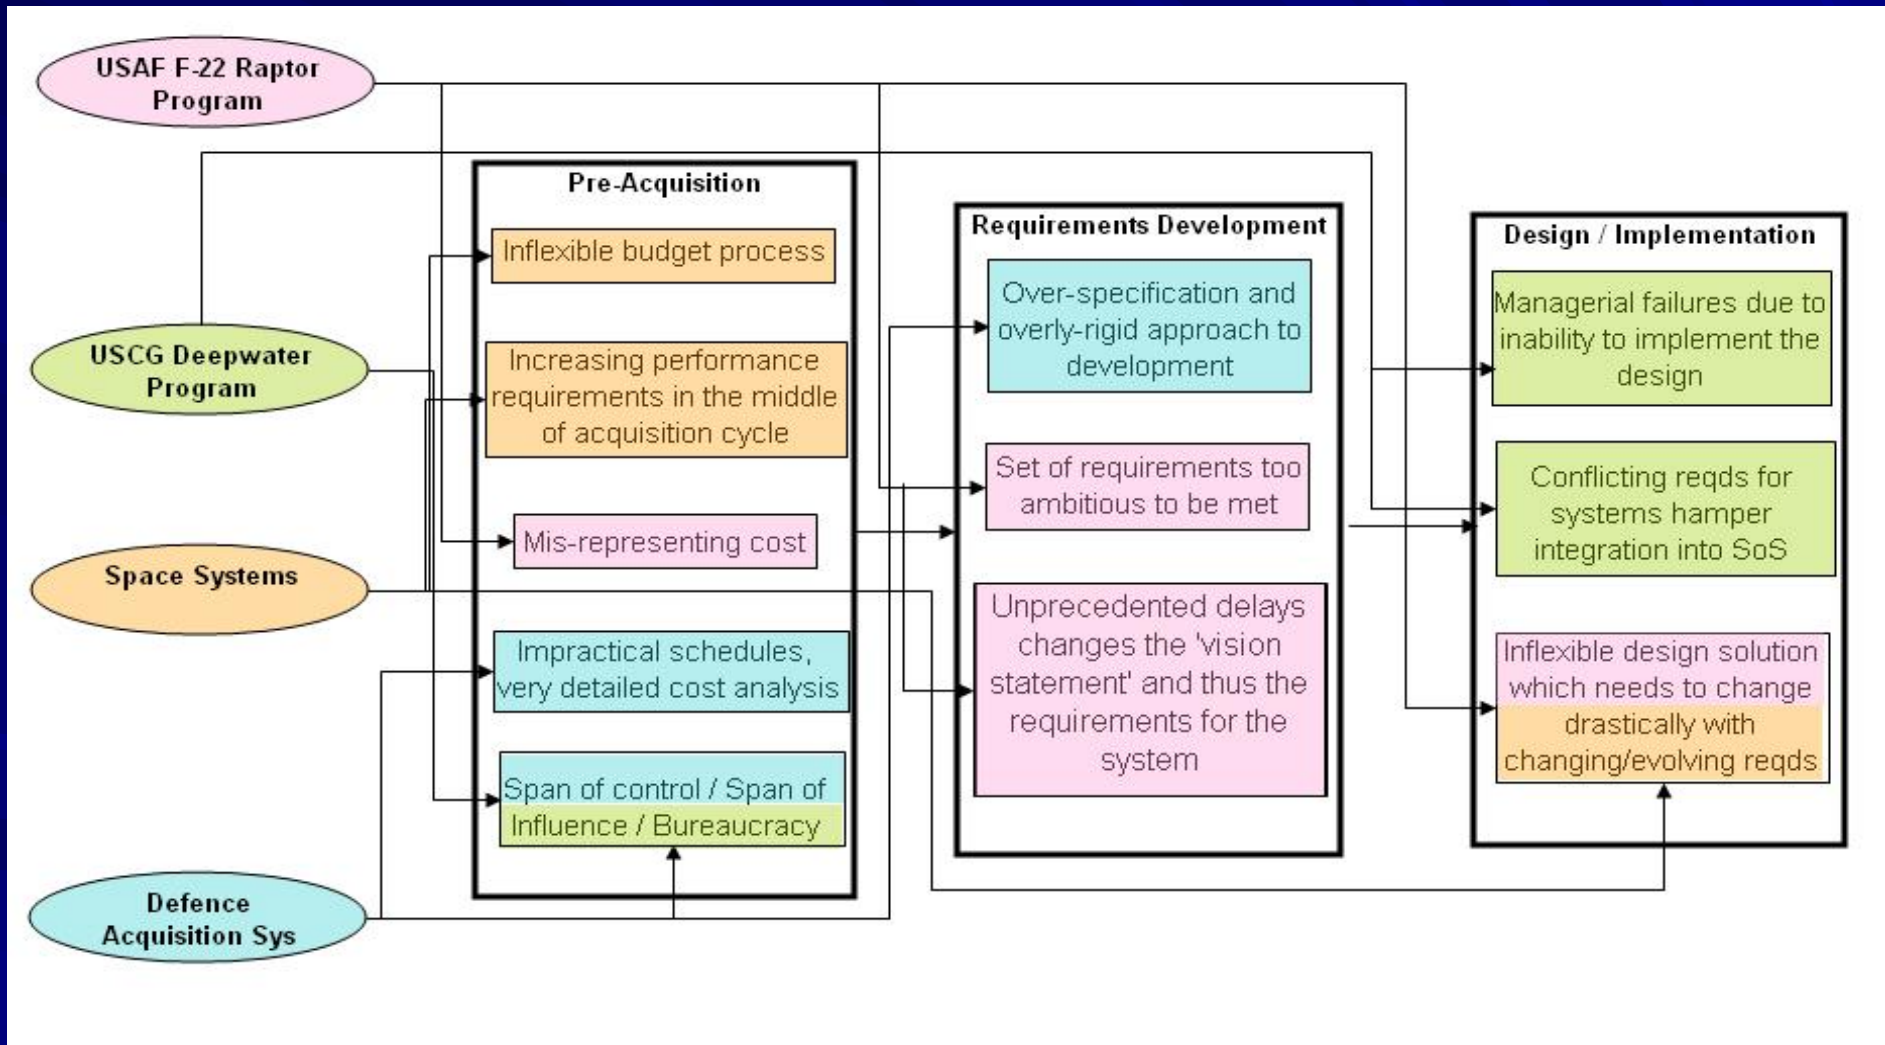 USAF F-22 Raptor
Program
USCG Deepwater
Program
Space Systems
Defence
Acquisition Sys
Pre-Acquisition
Inflexible budget process
Increasing performance
requirements in the middle
of acquisition cycle
Mis-representing cost
Impractical schedules,
very detailed cost analysis
Span of control / Span of
Influence / Bureaucracy
Requirements Development
Over-specification and
overly-rigid approach to
development
Set of requirements too
ambitious to be met
Unprecedented delays
changes the 'vision
statement' and thus the
requirements for the
system
Design / Implementation
Managerial failures due to
inability to implement the
design
Conflicting reqds for
systems hamper
integration into SoS
Inflexible design solution
which needs to change
drastically with
changing/evolving reqds